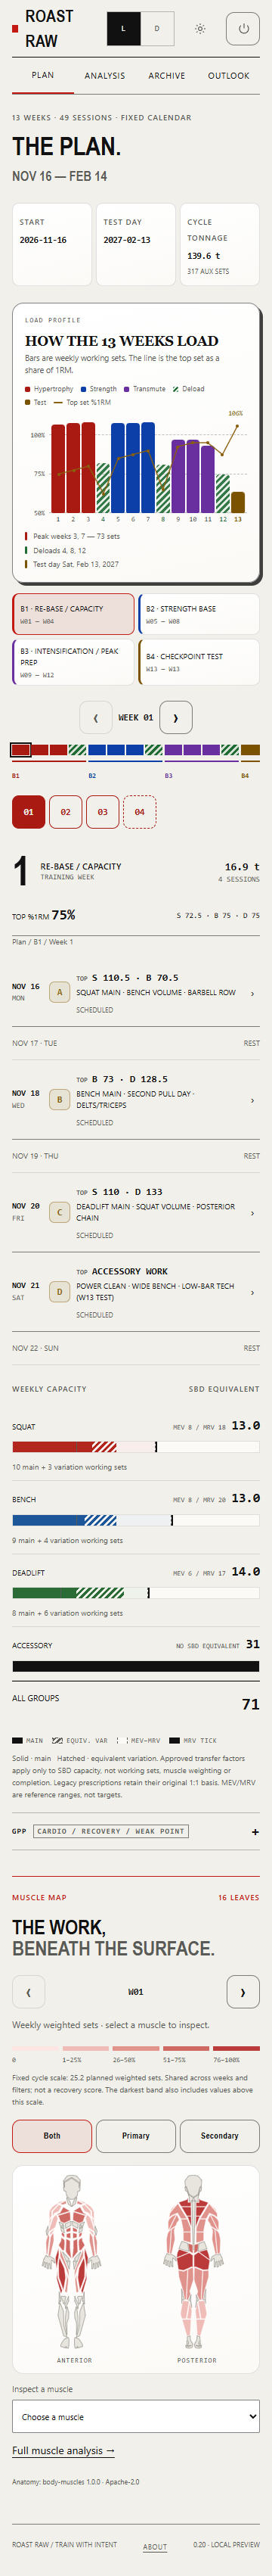 ROAST
RAW
L
D
PLAN
ANALYSIS
ARCHIVE
OUTLOOK
13 WEEKS · 49 SESSIONS · FIXED CALENDAR
THE PLAN.
NOV 16 — FEB 14
START
2026-11-16
TEST DAY
2027-02-13
CYCLE
TONNAGE
139.6 t
317 AUX SETS
LOAD PROFILE
HOW THE 13 WEEKS LOAD
Bars are weekly working sets. The line is the top set as a
share of 1RM.
Hypertrophy
Strength
Transmute
Deload
Test
Top set %1RM
106%
100%
75%
50%
1 2 3 4 5 6 7 8 9 10 11 12 13
Peak weeks 3, 7 — 73 sets
Deloads 4, 8, 12
Test day Sat, Feb 13, 2027
B1 · RE-BASE / CAPACITY
W01 — W04
B2 · STRENGTH BASE
W05 — W08
B3 · INTENSIFICATION / PEAK
PREP
W09 — W12
B4 · CHECKPOINT TEST
W13 — W13
‹
WEEK 01
›
B1
B2
B3
B4
01
02
03
04
1
RE-BASE / CAPACITY
TRAINING WEEK
16.9 t
4 SESSIONS
TOP %1RM 75%
S 72.5 · B 75 · D 75
Plan / B1 / Week 1
NOV 16
MON
A
TOP S 110.5 · B 70.5
SQUAT MAIN · BENCH VOLUME · BARBELL ROW
SCHEDULED
›
NOV 17 · TUE
REST
NOV 18
WED
B
TOP B 73 · D 128.5
BENCH MAIN · SECOND PULL DAY ·
DELTS/TRICEPS
SCHEDULED
›
NOV 19 · THU
REST
NOV 20
FRI
C
TOP S 110 · D 133
DEADLIFT MAIN · SQUAT VOLUME · POSTERIOR
CHAIN
SCHEDULED
›
NOV 21
SAT
D
TOP ACCESSORY WORK
POWER CLEAN · WIDE BENCH · LOW-BAR TECH
(W13 TEST)
SCHEDULED
›
NOV 22 · SUN
REST
WEEKLY CAPACITY
SBD EQUIVALENT
SQUAT
MEV 8 / MRV 18 13.0
10 main + 3 variation working sets
BENCH
MEV 8 / MRV 20 13.0
9 main + 4 variation working sets
DEADLIFT
MEV 6 / MRV 17 14.0
8 main + 6 variation working sets
ACCESSORY
NO SBD EQUIVALENT 31
ALL GROUPS
71
MAIN
EQUIV. VAR
MEV–MRV
MRV TICK
Solid · main Hatched · equivalent variation. Approved transfer factors
apply only to SBD capacity, not working sets, muscle weighting or
completion. Legacy prescriptions retain their original 1:1 basis. MEV/MRV
are reference ranges, not targets.
GPP CARDIO / RECOVERY / WEAK POINT
+
MUSCLE MAP
16 LEAVES
THE WORK,
BENEATH THE SURFACE.
‹
W01
›
Weekly weighted sets · select a muscle to inspect.
0
1–25%
26–50%
51–75%
76–100%
Fixed cycle scale: 25.2 planned weighted sets. Shared across weeks and
filters; not a recovery score. The darkest band also includes values above
this scale.
Both
Primary
Secondary
ANTERIOR
POSTERIOR
Inspect a muscle
Choose a muscle
Full muscle analysis →
Anatomy: body-muscles 1.0.0 · Apache-2.0
ROAST RAW / TRAIN WITH INTENT
ABOUT
0.20 · LOCAL PREVIEW